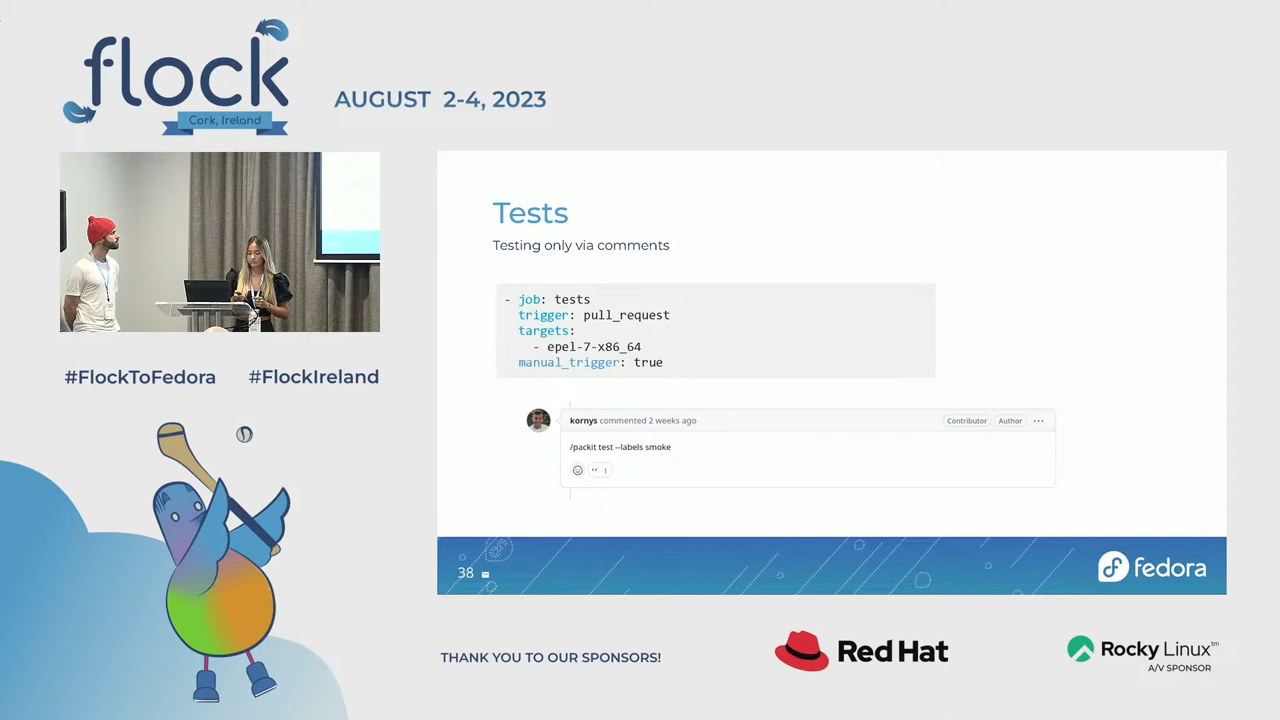 flock
Cork, Ireland
AUGUST 2-4, 2023
#FlockToFedora #FlockIreland
Tests
Testing only via comments
- job: tests
trigger: pull_request
targets:
- epel-7-x86_64
manual_trigger: true
kornys commented 2 weeks ago
Contributor Author ...
/packit test --labels smoke
1
38
fedora
THANK YOU TO OUR SPONSORS!
Red Hat
Rocky Linux™
A/V SPONSOR